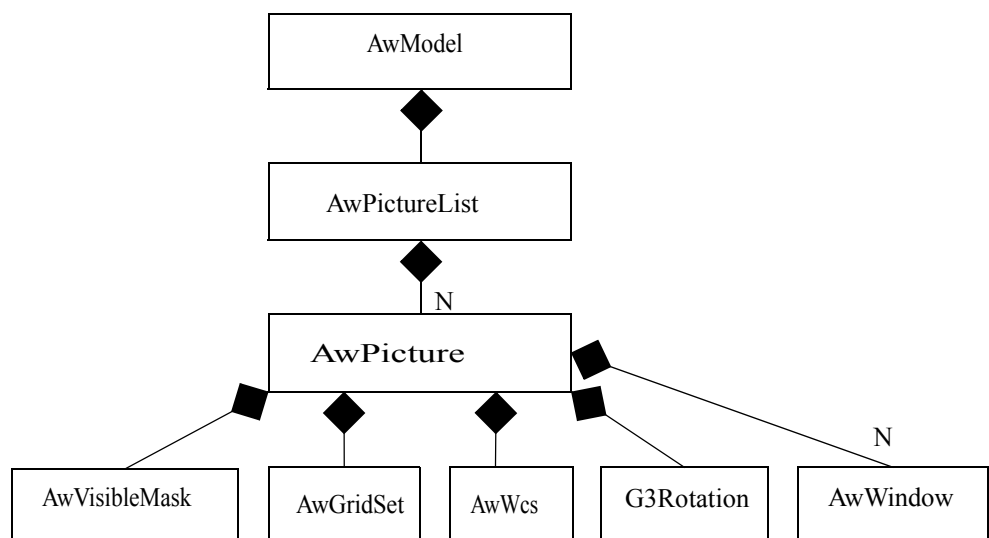 AwModel
AwPictureList
N
AwPicture
N
AwVisibleMask
AwGridSet
AwWcs
G3Rotation
AwWindow